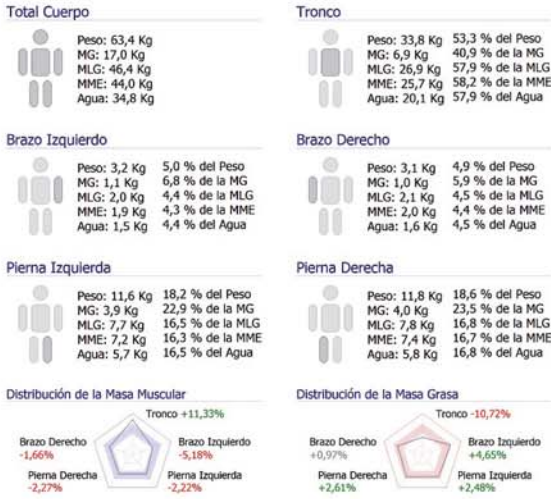 Total Cuerpo
Peso: 63,4 Kg
MG: 17,0 Kg
MLG: 46,4 Kg
MME: 44,0 Kg
Agua: 34,8 Kg
Tronco
Peso: 33,8 Kg 53,3 % del Peso
MG: 6,9 Kg 40,9 % de la MG
MLG: 26,9 Kg 57,9 % de la MLG
MME: 25,7 Kg 58,2 % de la MME
Agua: 20,1 Kg 57,9 % del Agua
Brazo Izquierdo
Peso: 3,2 Kg 5,0 % del Peso
MG: 1,1 Kg 6,8 % de la MG
MLG: 2,0 Kg 4,4 % de la MLG
MME: 1,9 Kg 4,3 % de la MME
Agua: 1,5 Kg 4,4 % del Agua
Brazo Derecho
Peso: 3,1 Kg 4,9 % del Peso
MG: 1,0 Kg 5,9 % de la MG
MLG: 2,1 Kg 4,5 % de la MLG
MME: 2,0 Kg 4,4 % de la MME
Agua: 1,6 Kg 4,5 % del Agua
Pierna Izquierda
Peso: 11,6 Kg 18,2 % del Peso
MG: 3,9 Kg 22,9 % de la MG
MLG: 7,7 Kg 16,5 % de la MLG
MME: 7,2 Kg 16,3 % de la MME
Agua: 5,7 Kg 16,5 % del Agua
Pierna Derecha
Peso: 11,8 Kg 18,6 % del Peso
MG: 4,0 Kg 23,5 % de la MG
MLG: 7,8 Kg 16,8 % de la MLG
MME: 7,4 Kg 16,7 % de la MME
Agua: 5,8 Kg 16,8 % del Agua
Distribución de la Masa Muscular
Tronco +11,33%
Brazo Derecho
-1,66%
Brazo Izquierdo
-5,18%
Pierna Derecha
-2,27%
Pierna Izquierda
-2,22%
Distribución de la Masa Grasa
Tronco -10,72%
Brazo Derecho
+0,97%
Brazo Izquierdo
+4,65%
Pierna Derecha
+2,61%
Pierna Izquierda
+2,48%